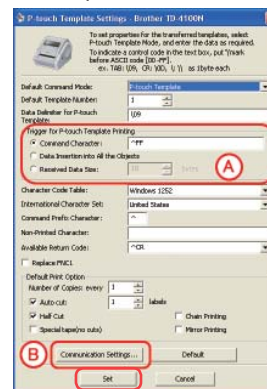 P-touch Template Settings - Brother TD-4100N
To set properties for the transferred templates, select
P-touch Template Mode, and enter the data as required.
To indicate a control code in the text box, put "\mark
before ASCII code [00-FF].
ex. TAB: \09, CR: \0D, \: \\ as 1byte each
Default Command Mode: P-touch Template
Default Template Number: 1
Data Delimiter for P-touch Template: \09
Trigger for P-touch Template Printing
Command Character: ^FF
Data Insertion into All the Objects
Received Data Size: 10 bytes
A
Character Code Table: Windows 1252
International Character Set: United States
Command Prefix Character: ^
Non-Printed Character:
Available Return Code: ^CR
Replace FNC1
Default Print Option
Number of Copies: every 1
Auto cut: 1 labels
Half Cut Chain Printing
Special tape(no cuts) Mirror Printing
B Communication Settings... Default
Set Cancel